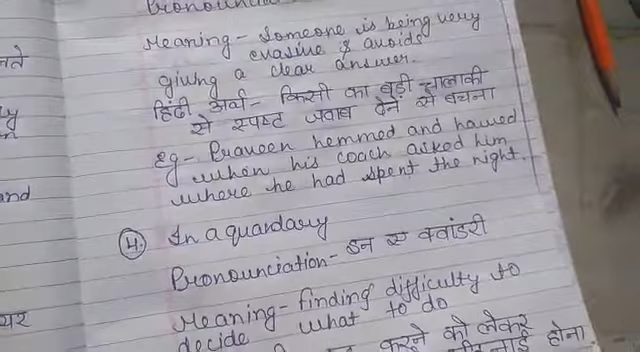 Meaning - Someone is being very
evasive & avoids
giving a clear answer.
हिंदी अर्थ - किसी का बड़ी चालाकी
से स्पष्ट जवाब देने से बचना
Eg - Praveen hemmed and hawed
when his coach asked him
where he had spent the night.
4. In a quandary
Pronounciation - इन ए क्वांडरी
Meaning - finding difficulty to
decide what to do
करने को लेकर
होना